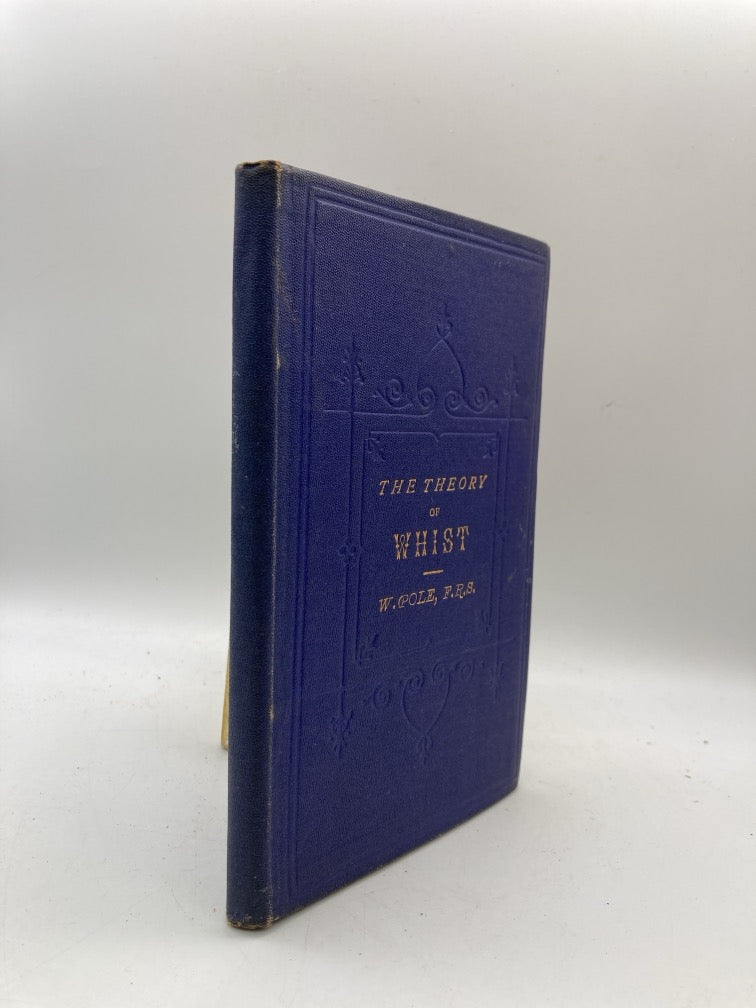 THE THEORY
OF
WHIST
W. POLE, F.R.S.